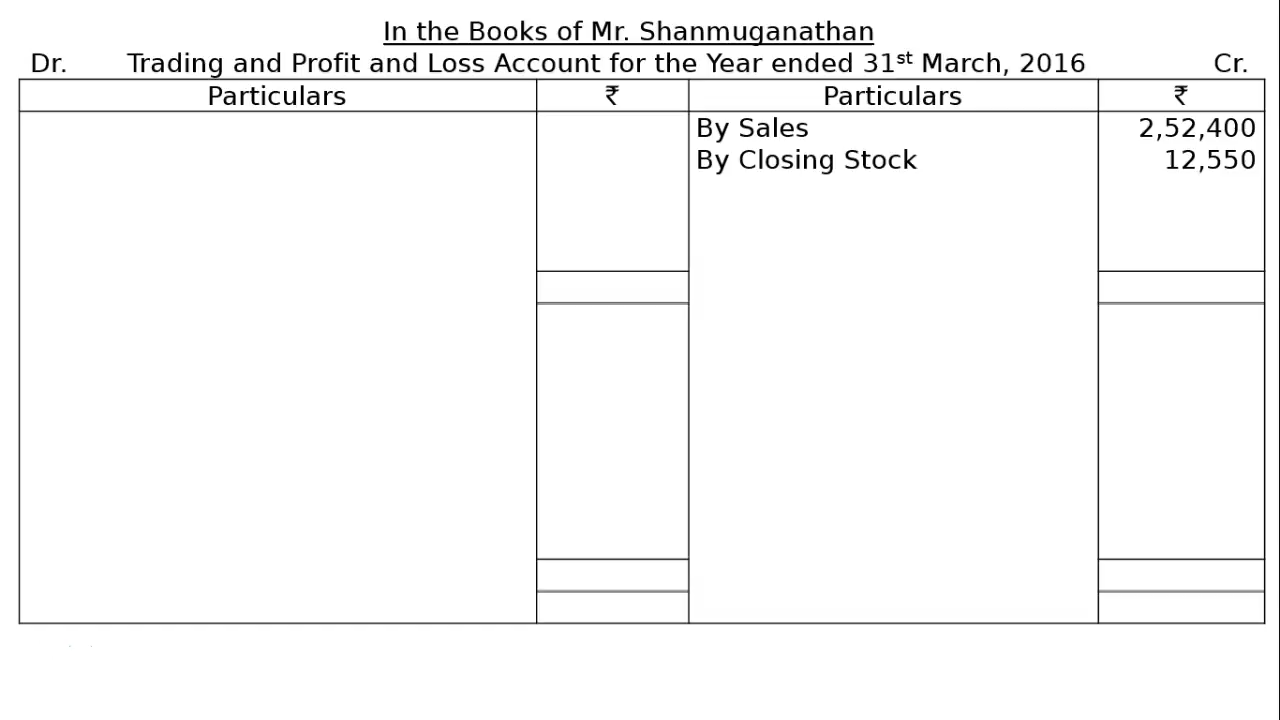 In the Books of Mr. Shanmuganathan
Dr. Trading and Profit and Loss Account for the Year ended 31st March, 2016 Cr.
Particulars ₹ Particulars ₹
By Sales 2,52,400
By Closing Stock 12,550